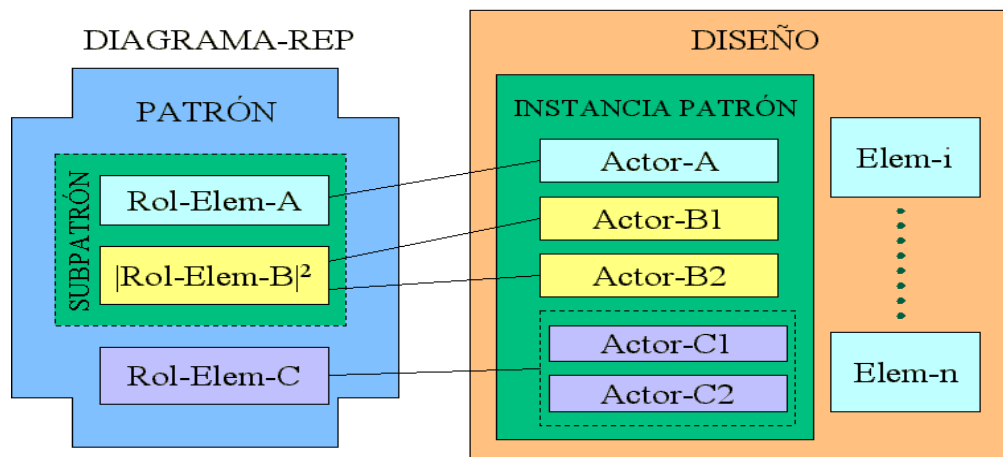 DIAGRAMA-REP
PATRÓN
SUBPATRÓN
Rol-Elem-A
|Rol-Elem-B|²
Rol-Elem-C
DISEÑO
INSTANCIA PATRÓN
Actor-A
Actor-B1
Actor-B2
Actor-C1
Actor-C2
Elem-i
Elem-n